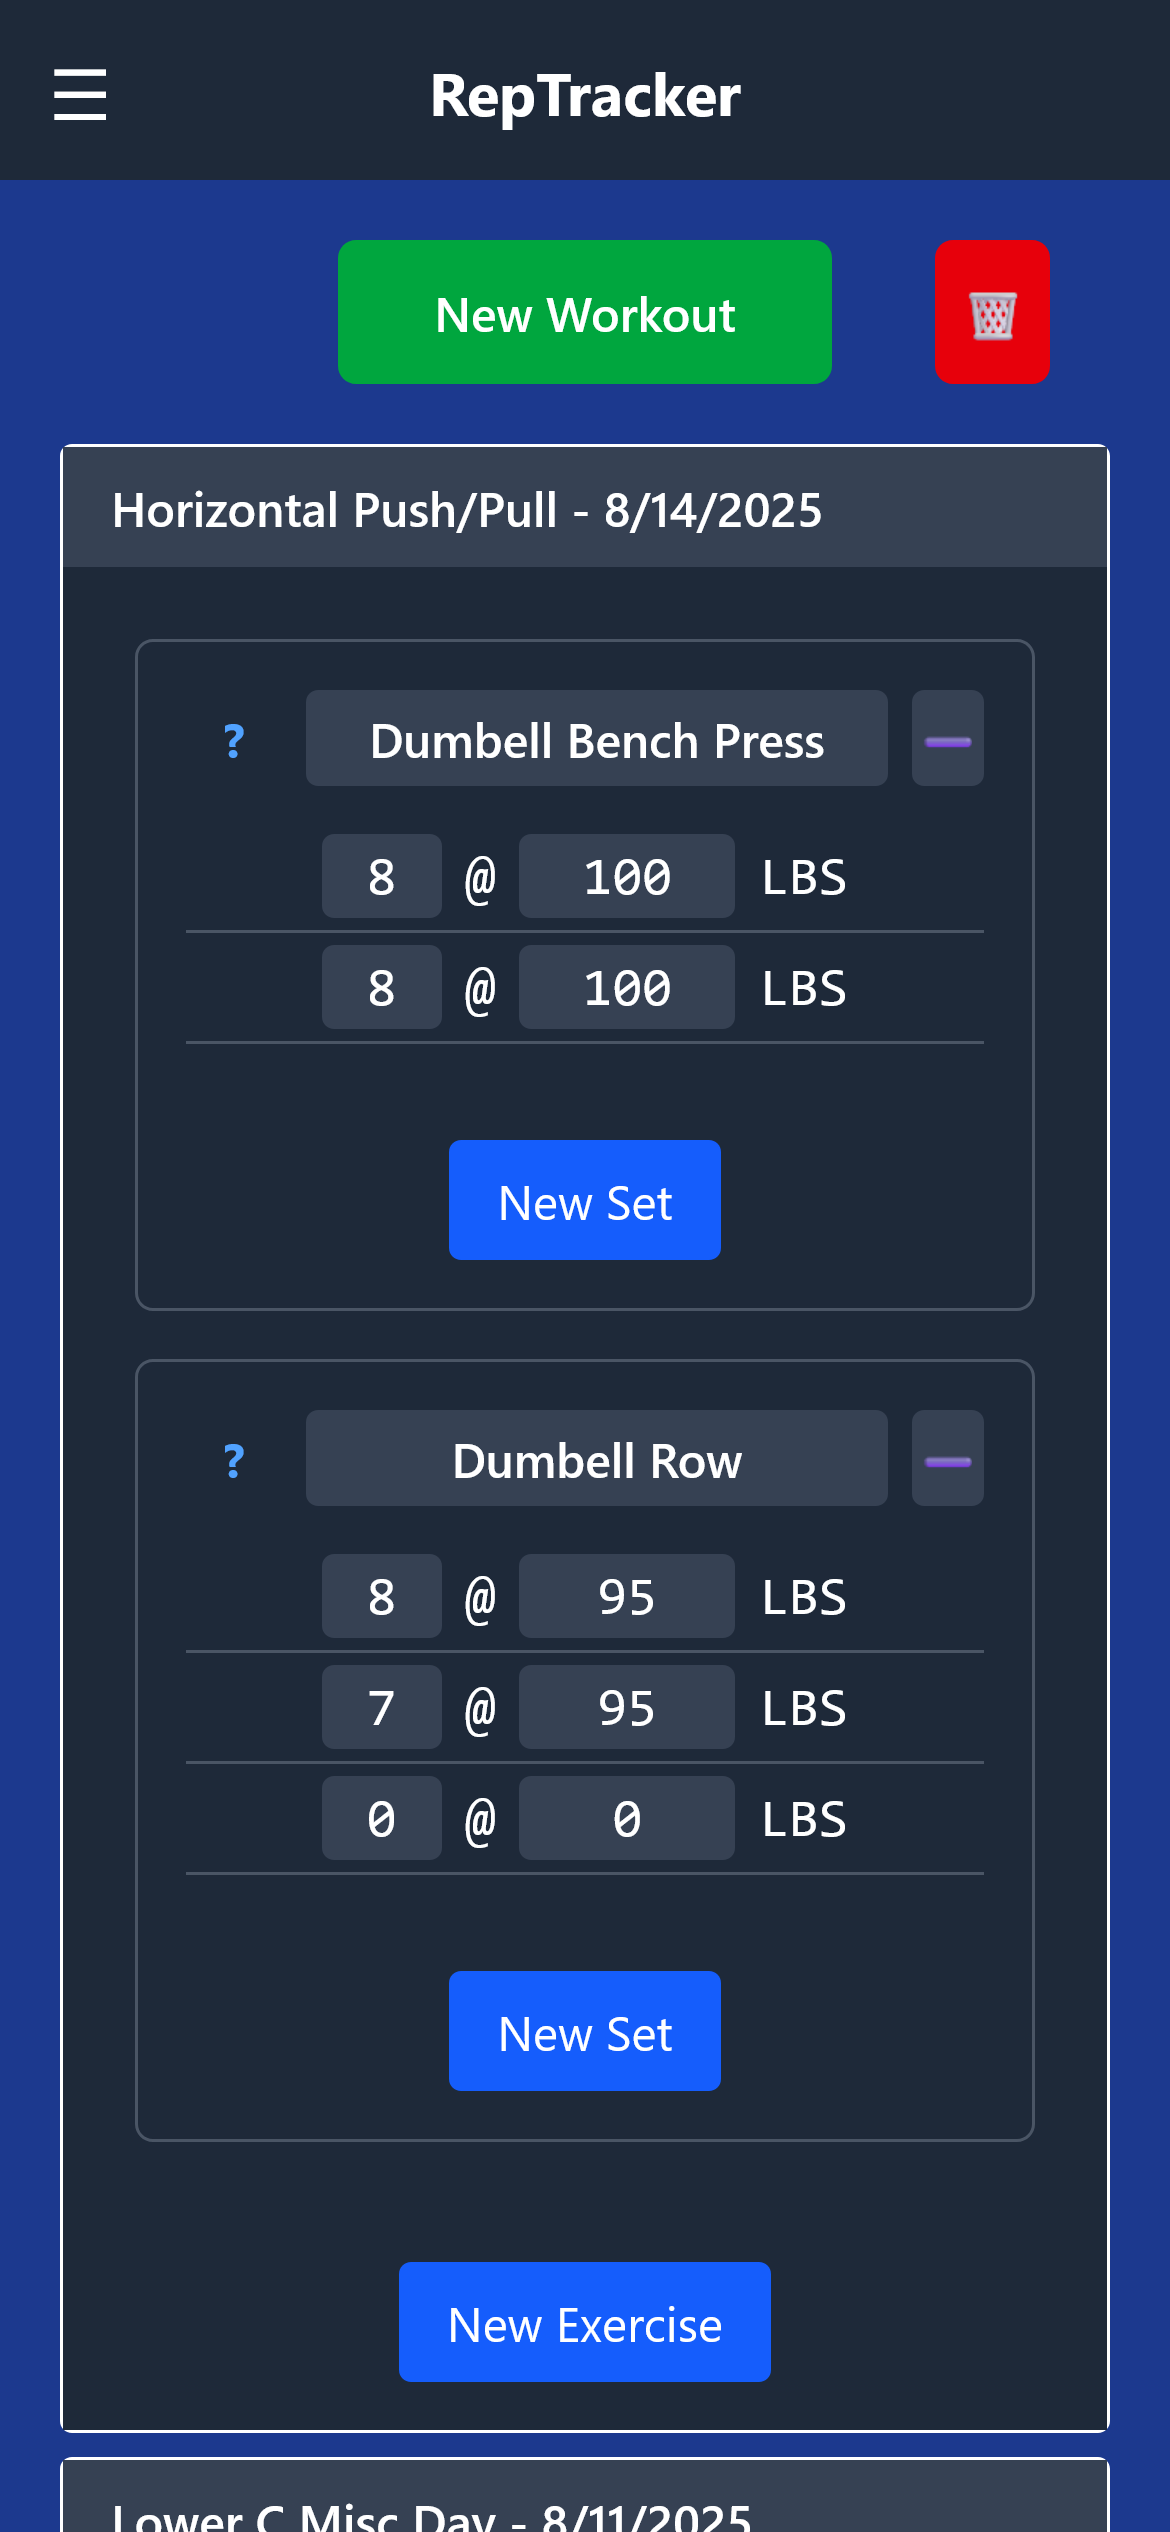 RepTracker
New Workout
Horizontal Push/Pull - 8/14/2025
? Dumbell Bench Press
8 @ 100 LBS
8 @ 100 LBS
New Set
? Dumbell Row
8 @ 95 LBS
7 @ 95 LBS
0 @ 0 LBS
New Set
New Exercise
Lower C Misc Day - 8/11/2025